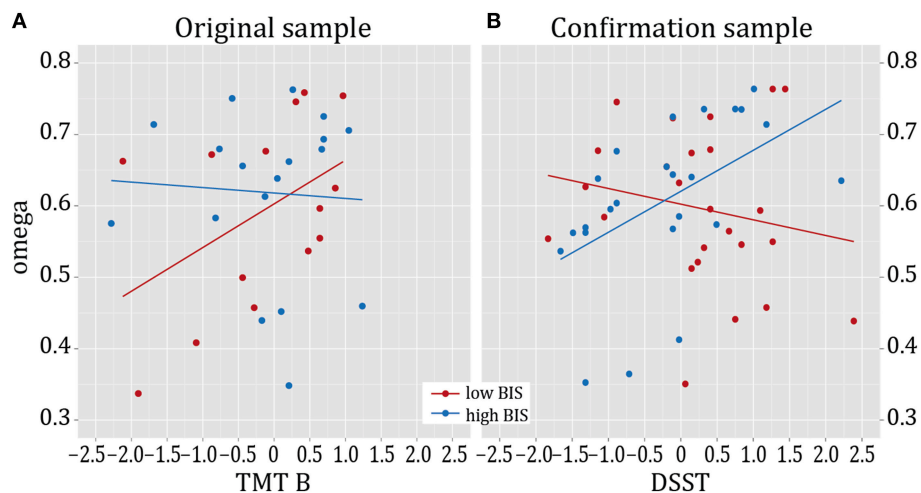 A Original sample
B Confirmation sample
0.8 0.8
0.7 0.7
0.6 0.6
0.5 0.5
0.4 0.4
0.3 0.3
omega
low BIS
high BIS
−2.5 −2.0 −1.5 −1.0 −0.5 0 0.5 1.0 1.5 2.0 2.5
−2.5 −2.0 −1.5 −1.0 −0.5 0 0.5 1.0 1.5 2.0 2.5
TMT B
DSST